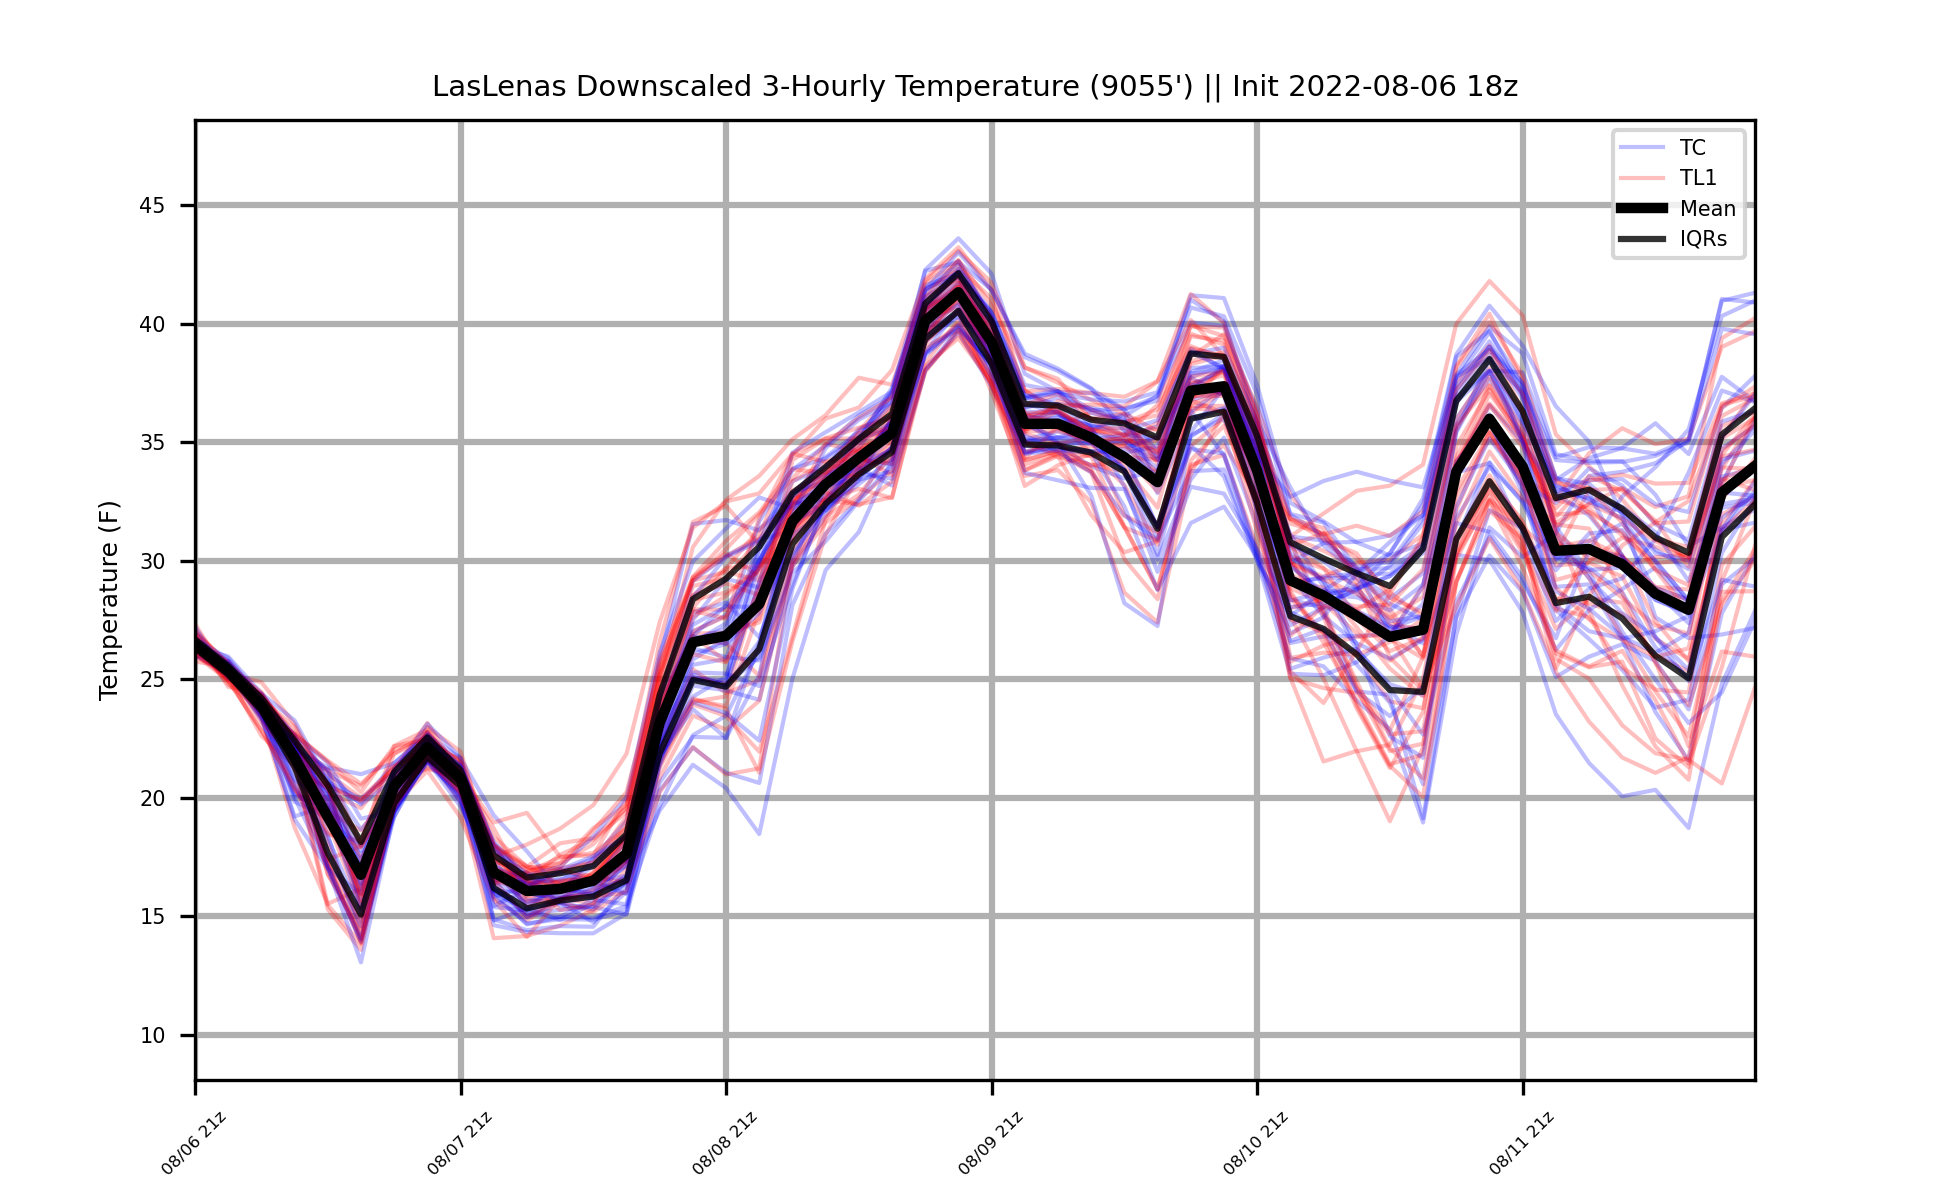 LasLenas Downscaled 3-Hourly Temperature (9055') || Init 2022-08-06 18z
TC
TL1
Mean
IQRs
Temperature (F)
45
40
35
30
25
20
15
10
08/06 21z
08/07 21z
08/08 21z
08/09 21z
08/10 21z
08/11 21z